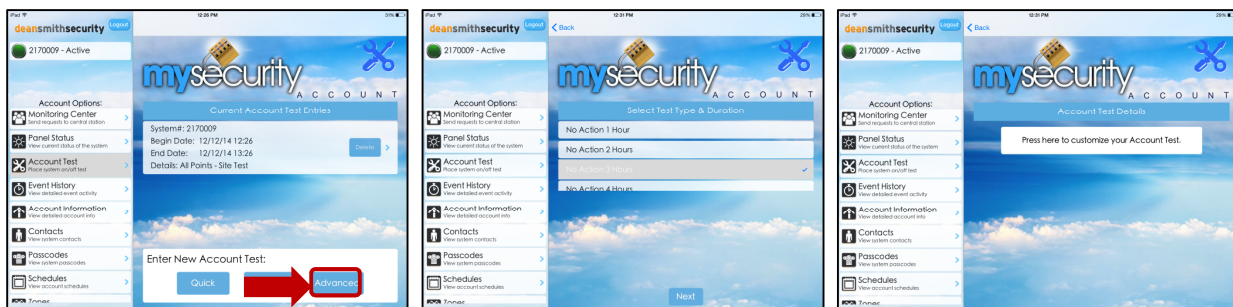 iPad
12:26 PM
31%
deansmithsecurity
Logout
2170009 - Active
mysecurity
ACCOUNT
Account Options:
Monitoring Center
Send requests to central station
Panel Status
View current status of the system
Account Test
Place system on/off test
Event History
View detailed event activity
Account Information
View detailed account info
Contacts
View system contacts
Passcodes
View system passcodes
Schedules
View account schedules
Zones
Current Account Test Entries
System#: 2170009
Begin Date: 12/12/14 12:26
End Date: 12/12/14 13:26
Details: All Points - Site Test
Delete
Enter New Account Test:
Quick
Advanced
iPad
12:31 PM
29%
deansmithsecurity
Logout
Back
2170009 - Active
mysecurity
ACCOUNT
Account Options:
Monitoring Center
Send requests to central station
Panel Status
View current status of the system
Account Test
Place system on/off test
Event History
View detailed event activity
Account Information
View detailed account info
Contacts
View system contacts
Passcodes
View system passcodes
Schedules
View account schedules
Zones
Select Test Type & Duration
No Action 1 Hour
No Action 2 Hours
No Action 3 Hours
No Action 4 Hours
Next
iPad
12:31 PM
29%
deansmithsecurity
Logout
Back
2170009 - Active
mysecurity
ACCOUNT
Account Options:
Monitoring Center
Send requests to central station
Panel Status
View current status of the system
Account Test
Place system on/off test
Event History
View detailed event activity
Account Information
View detailed account info
Contacts
View system contacts
Passcodes
View system passcodes
Schedules
View account schedules
Zones
Account Test Details
Press here to customize your Account Test.